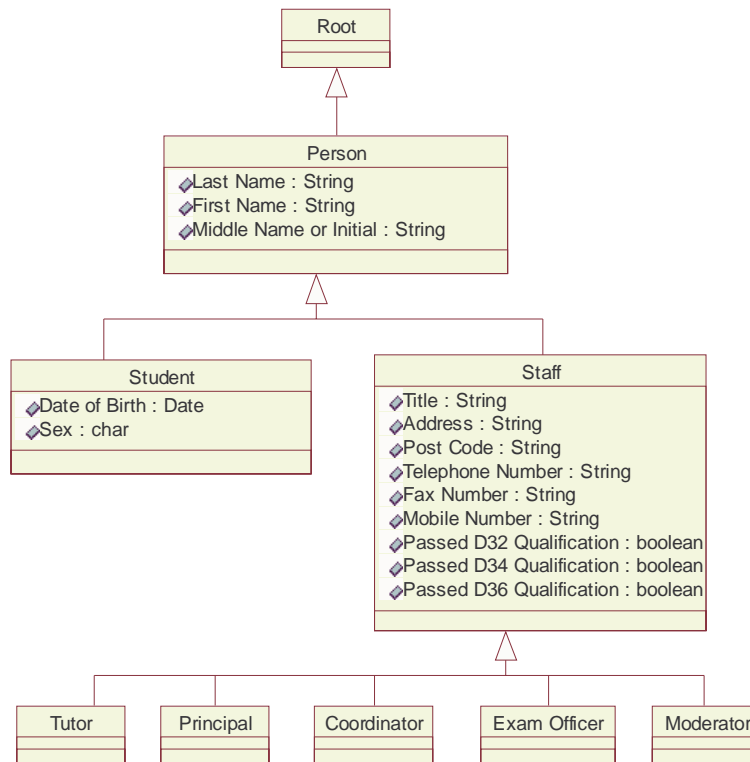 Root
Person
Last Name : String
First Name : String
Middle Name or Initial : String
Student
Date of Birth : Date
Sex : char
Staff
Title : String
Address : String
Post Code : String
Telephone Number : String
Fax Number : String
Mobile Number : String
Passed D32 Qualification : boolean
Passed D34 Qualification : boolean
Passed D36 Qualification : boolean
Tutor
Principal
Coordinator
Exam Officer
Moderator